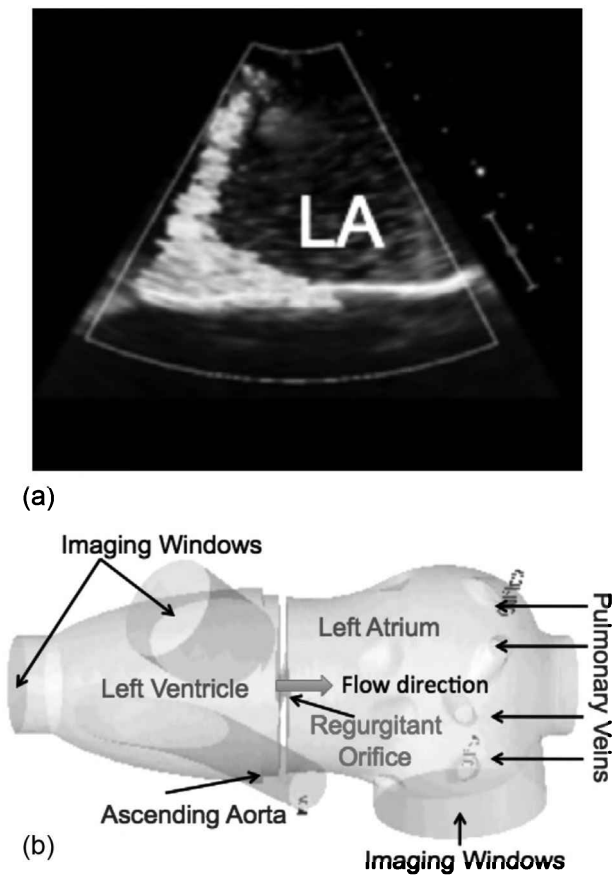 LA
(a)
Imaging Windows
Left Atrium
Left Ventricle
Flow direction
Regurgitant
Orifice
Pulmonary Veins
Ascending Aorta
(b)
Imaging Windows